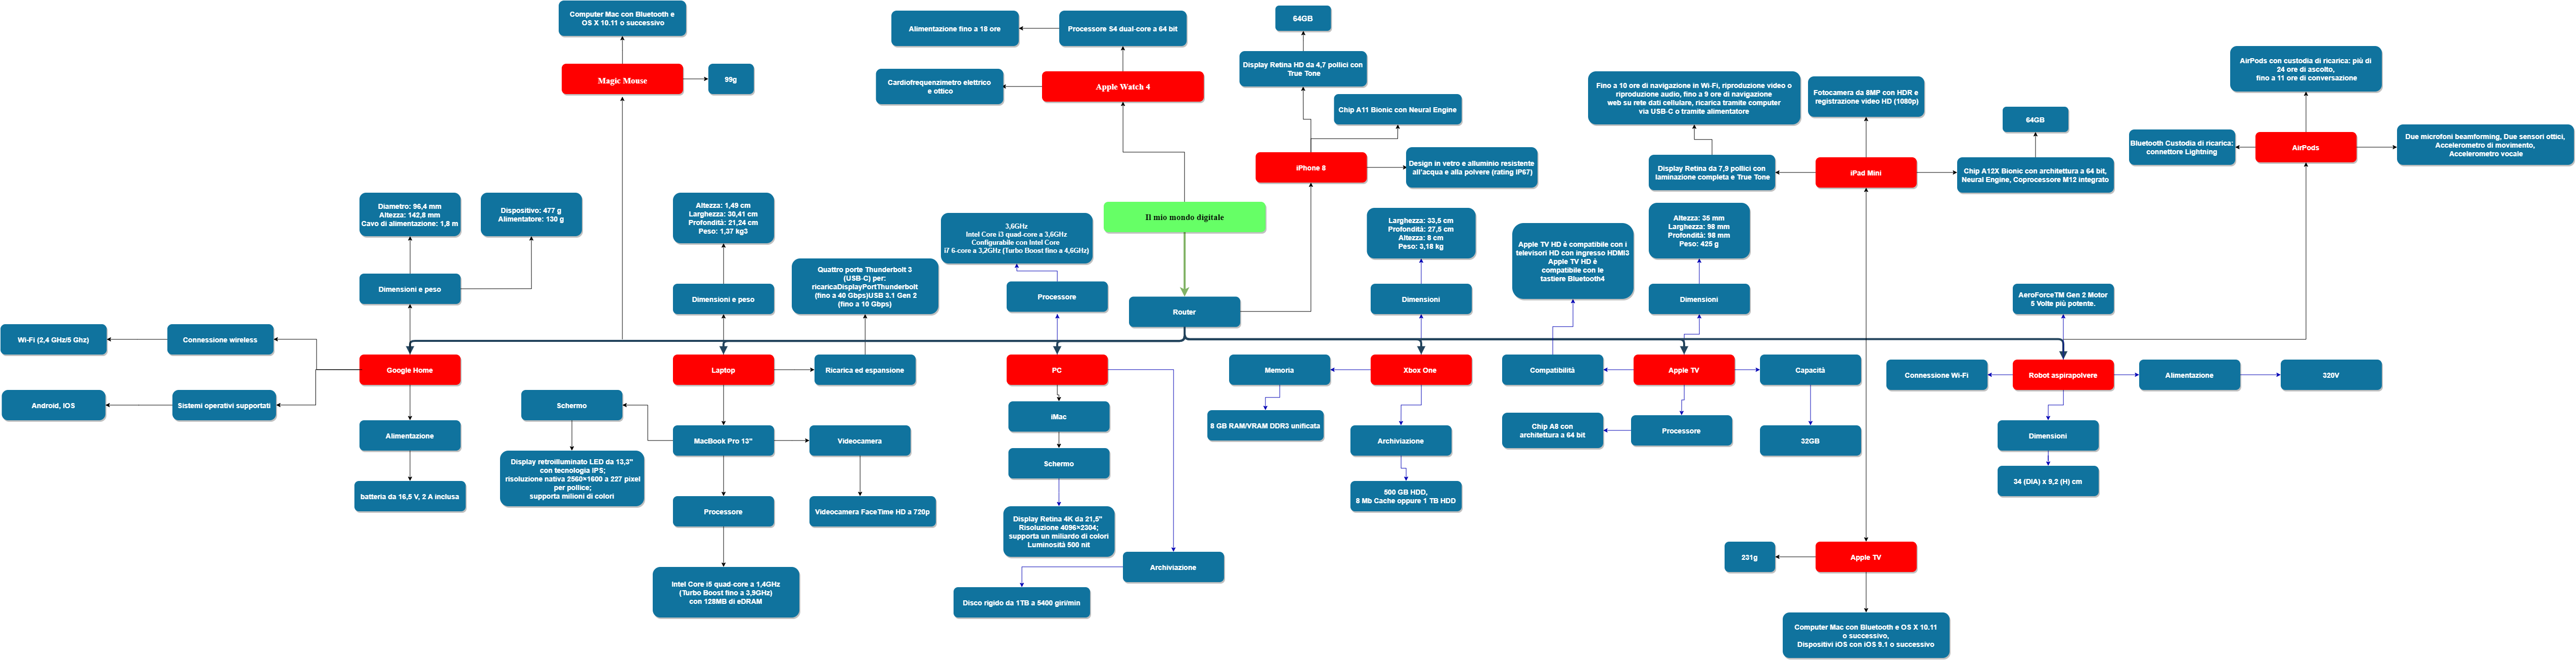 Computer Mac con Bluetooth e
OS X 10.11 o successivo
Magic Mouse
99g
Alimentazione fino a 18 ore
Processore S4 dual-core a 64 bit
Cardiofrequenzimetro elettrico
e ottico
Apple Watch 4
64GB
Display Retina HD da 4,7 pollici con
True Tone
Chip A11 Bionic con Neural Engine
iPhone 8
Design in vetro e alluminio resistente
all'acqua e alla polvere (rating IP67)
Fino a 10 ore di navigazione in Wi-Fi, riproduzione video o
riproduzione audio, fino a 9 ore di navigazione
web su rete dati cellulare, ricarica tramite computer
via USB-C o tramite alimentatore
Fotocamera da 8MP con HDR e
registrazione video HD (1080p)
64GB
Display Retina da 7,9 pollici con
laminazione completa e True Tone
iPad Mini
Chip A12X Bionic con architettura a 64 bit,
Neural Engine, Coprocessore M12 integrato
AirPods con custodia di ricarica: più di
24 ore di ascolto,
fino a 11 ore di conversazione
Bluetooth Custodia di ricarica:
connettore Lightning
AirPods
Due microfoni beamforming, Due sensori ottici,
Accelerometro di movimento,
Accelerometro vocale
Il mio mondo digitale
Router
Diametro: 96,4 mm
Altezza: 142,8 mm
Cavo di alimentazione: 1,8 m
Dispositivo: 477 g
Alimentatore: 130 g
Dimensioni e peso
Wi-Fi (2,4 GHz/5 Ghz)
Connessione wireless
Google Home
Android, IOS
Sistemi operativi supportati
Alimentazione
batteria da 16,5 V, 2 A inclusa
Altezza: 1,49 cm
Larghezza: 30,41 cm
Profondità: 21,24 cm
Peso: 1,37 kg3
Dimensioni e peso
Quattro porte Thunderbolt 3
(USB-C) per:
ricaricaDisplayPortThunderbolt
(fino a 40 Gbps)USB 3.1 Gen 2
(fino a 10 Gbps)
Laptop
Ricarica ed espansione
Schermo
MacBook Pro 13"
Videocamera
Display retroilluminato LED da 13,3"
con tecnologia IPS;
risoluzione nativa 2560×1600 a 227 pixel
per pollice;
supporta milioni di colori
Processore
Videocamera FaceTime HD a 720p
Intel Core i5 quad-core a 1,4GHz
(Turbo Boost fino a 3,9GHz)
con 128MB di eDRAM
3,6GHz
Intel Core i3 quad-core a 3,6GHz
Configurabile con Intel Core
i7 6-core a 3,2GHz (Turbo Boost fino a 4,6GHz)
Processore
PC
iMac
Schermo
Display Retina 4K da 21,5"
Risoluzione 4096×2304;
supporta un miliardo di colori
Luminosità 500 nit
Archiviazione
Disco rigido da 1TB a 5400 giri/min
Larghezza: 33,5 cm
Profondità: 27,5 cm
Altezza: 8 cm
Peso: 3,18 kg
Dimensioni
Memoria
Xbox One
8 GB RAM/VRAM DDR3 unificata
Archiviazione
500 GB HDD,
8 Mb Cache oppure 1 TB HDD
Apple TV HD è compatibile con i
televisori HD con ingresso HDMI3
Apple TV HD è
compatibile con le
tastiere Bluetooth4
Altezza: 35 mm
Larghezza: 98 mm
Profondità: 98 mm
Peso: 425 g
Dimensioni
Compatibilità
Apple TV
Capacità
Chip A8 con
architettura a 64 bit
Processore
32GB
AeroForceTM Gen 2 Motor
5 Volte più potente.
Connessione Wi-Fi
Robot aspirapolvere
Alimentazione
320V
Dimensioni
34 (DIA) x 9,2 (H) cm
231g
Apple TV
Computer Mac con Bluetooth e OS X 10.11
o successivo,
Dispositivi iOS con iOS 9.1 o successivo